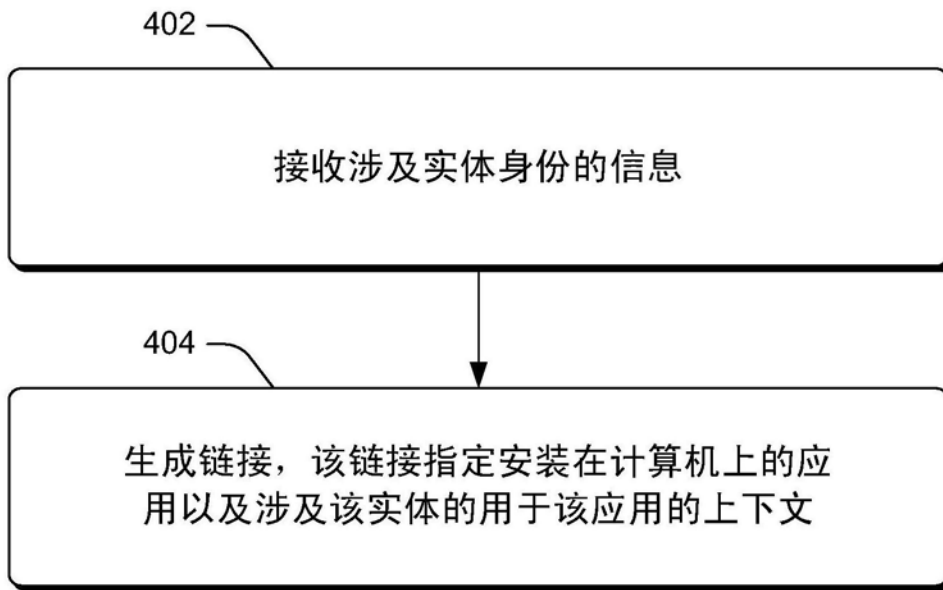 402
接收涉及实体身份的信息
404
生成链接，该链接指定安装在计算机上的应
用以及涉及该实体的用于该应用的上下文